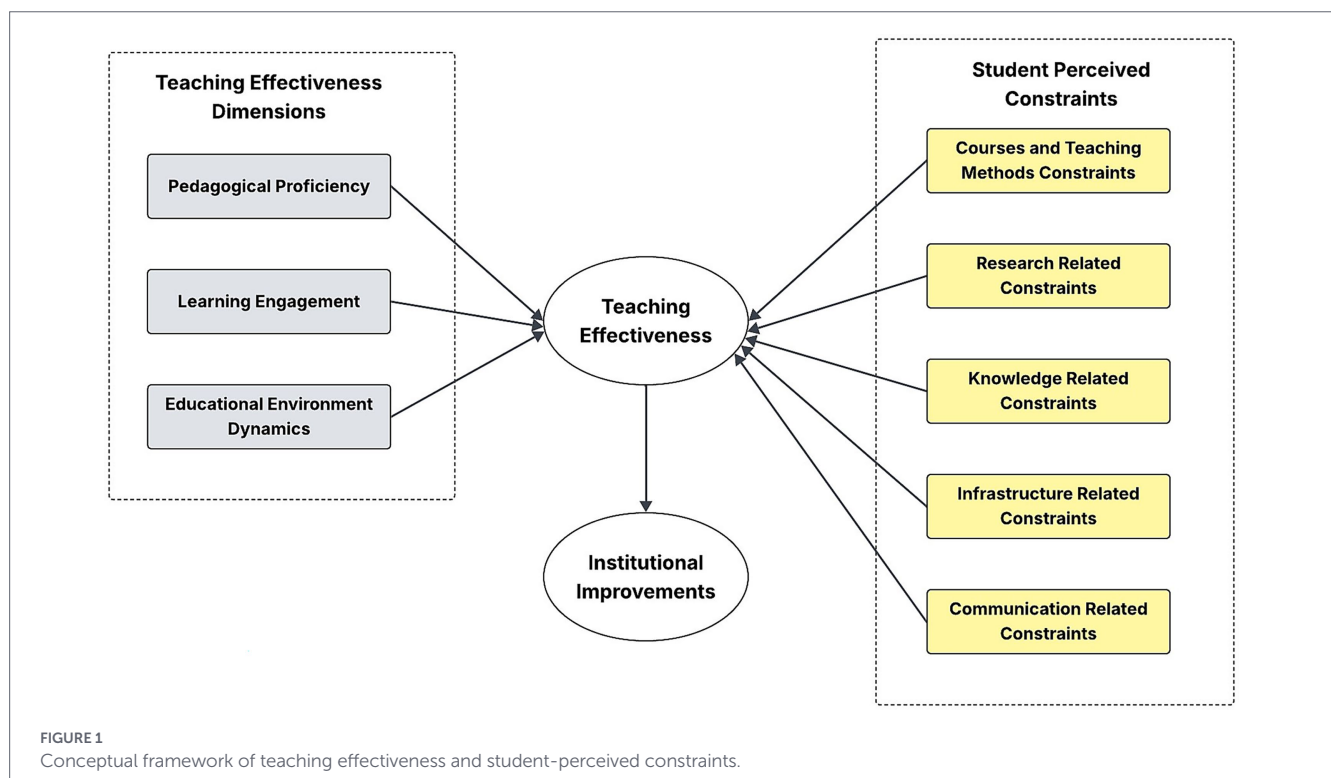 Teaching Effectiveness
Dimensions
Pedagogical Proficiency
Learning Engagement
Educational Environment
Dynamics
Teaching
Effectiveness
Institutional
Improvements
Student Perceived
Constraints
Courses and Teaching
Methods Constraints
Research Related
Constraints
Knowledge Related
Constraints
Infrastructure Related
Constraints
Communication Related
Constraints
FIGURE 1
Conceptual framework of teaching effectiveness and student-perceived constraints.